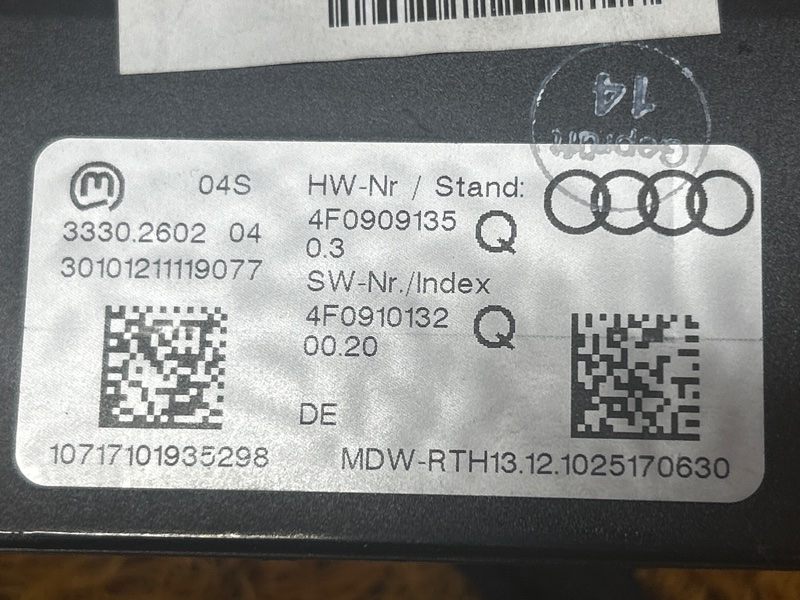 Geprüft
14
M 04S
3330.2602 04
30101211119077
HW-Nr / Stand:
4F0909135 Q
0.3
SW-Nr./Index
4F0910132 Q
00.20
DE
10717101935298
MDW-RTH13.12.1025170630